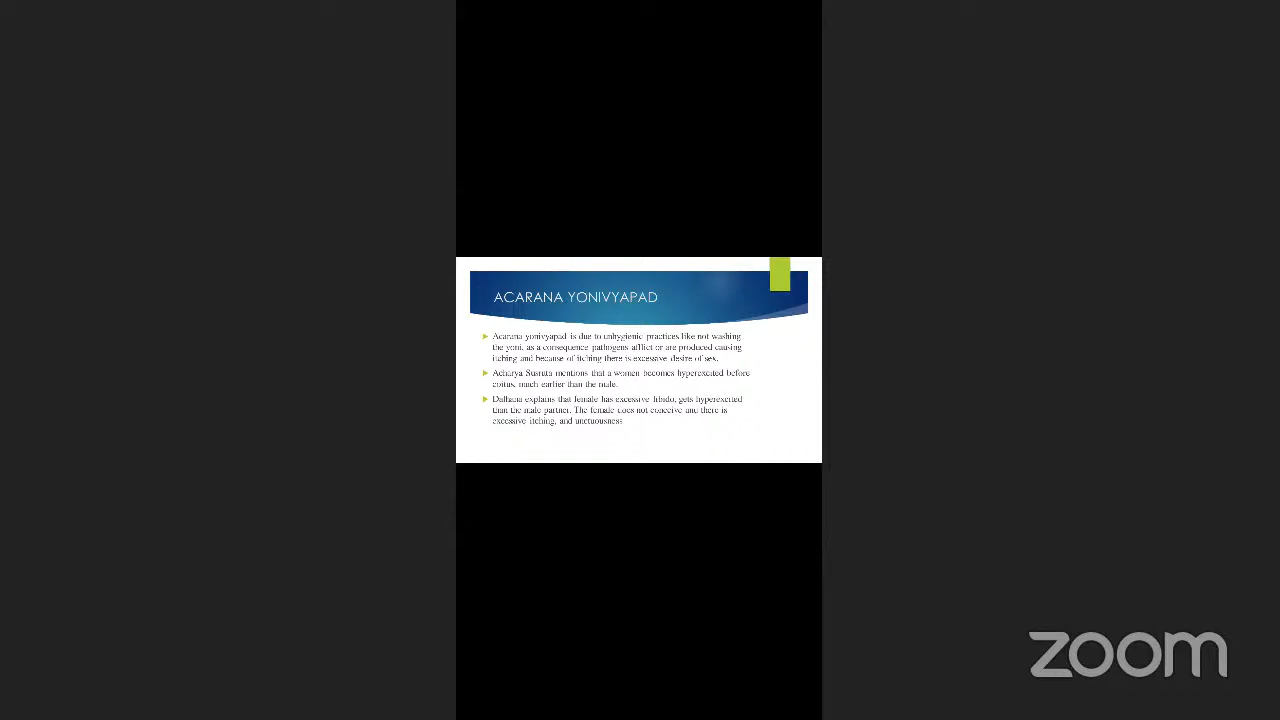 ACARANA YONIVYAPAD
Acarana yonivyapad is due to unhygienic practices like not washing
the yoni, as a consequence pathogens afflict or are produced causing
itching and because of itching there is excessive desire of sex.
Acharya Susruta mentions that a women becomes hyperexcited before
coitus, much earlier than the male.
Dalhana explains that female has excessive libido, gets hyperexcited
than the male partner. The female does not conceive and there is
excessive itching, and unctuousness
zoom